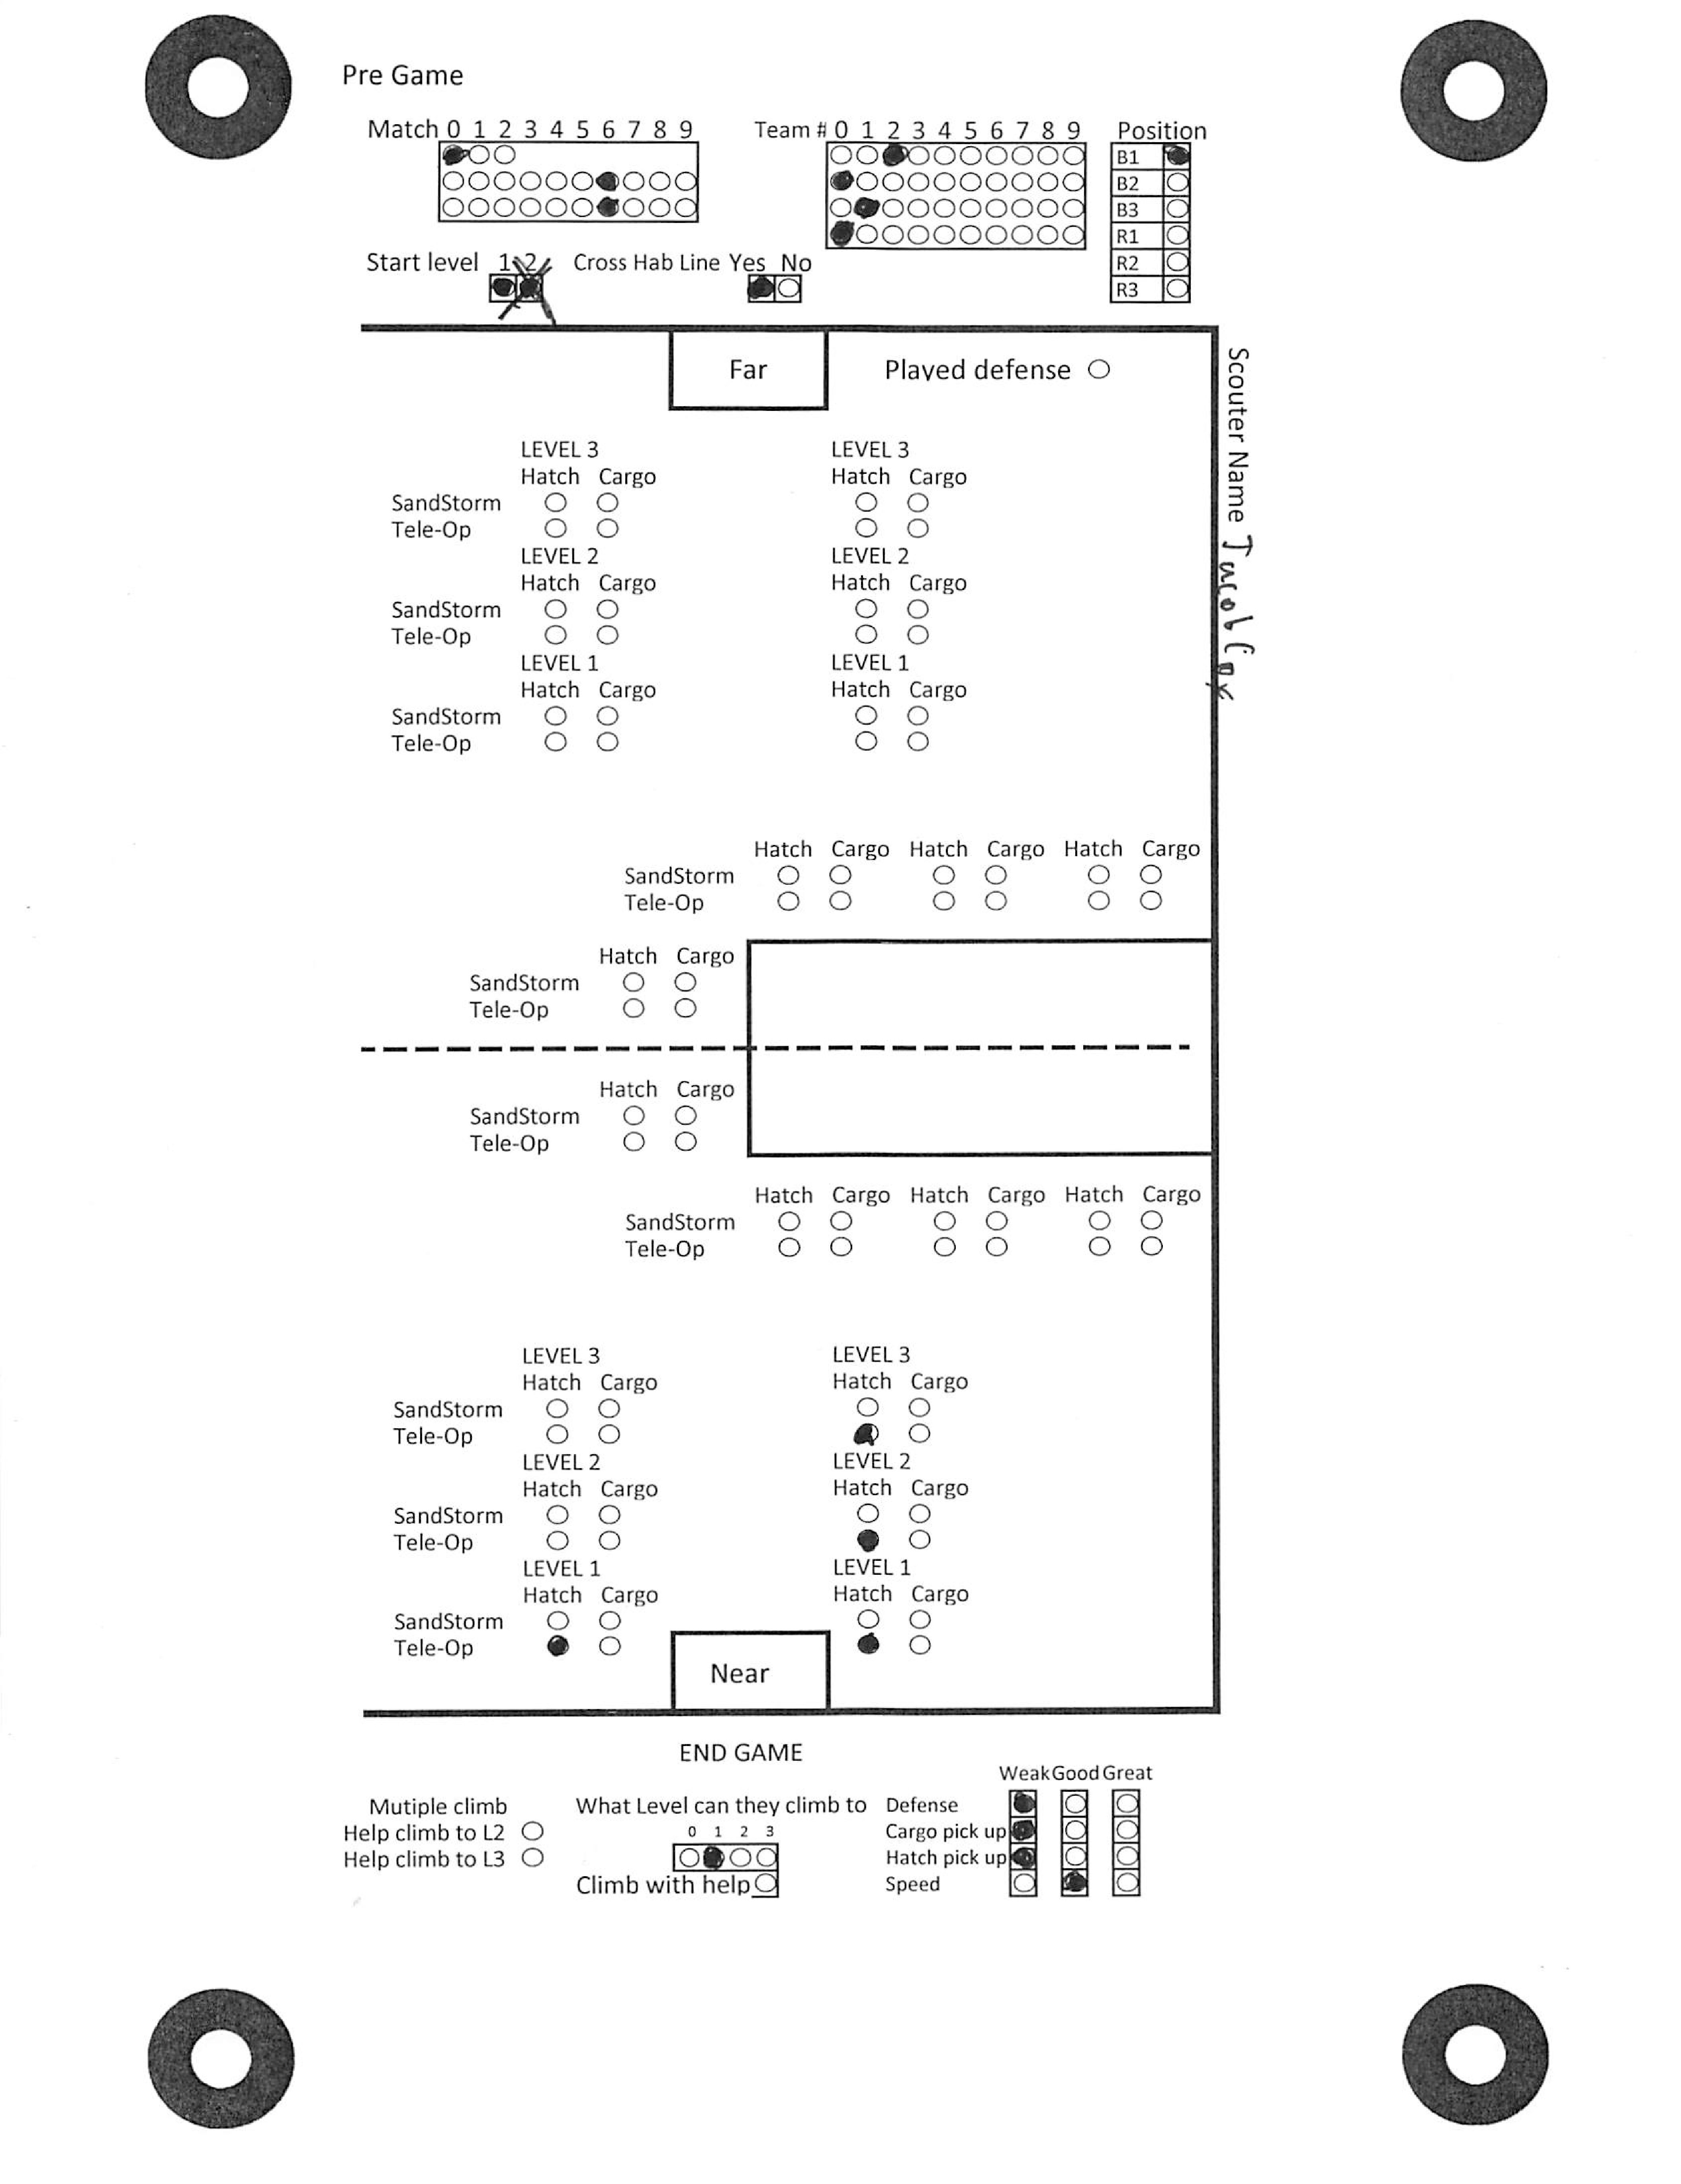 Pre Game
Match 0 1 2 3 4 5 6 7 8 9
Team # 0 1 2 3 4 5 6 7 8 9
Position
B1
B2
B3
R1
R2
R3
Start level 1 2
Cross Hab Line Yes No
Far
Played defense
Scouter Name Jacob Cox
LEVEL 3 LEVEL 3
Hatch Cargo Hatch Cargo
SandStorm
Tele-Op
LEVEL 2 LEVEL 2
Hatch Cargo Hatch Cargo
SandStorm
Tele-Op
LEVEL 1 LEVEL 1
Hatch Cargo Hatch Cargo
SandStorm
Tele-Op
Hatch Cargo Hatch Cargo Hatch Cargo
SandStorm
Tele-Op
Hatch Cargo
SandStorm
Tele-Op
Hatch Cargo
SandStorm
Tele-Op
Hatch Cargo Hatch Cargo Hatch Cargo
SandStorm
Tele-Op
LEVEL 3 LEVEL 3
Hatch Cargo Hatch Cargo
SandStorm
Tele-Op
LEVEL 2 LEVEL 2
Hatch Cargo Hatch Cargo
SandStorm
Tele-Op
LEVEL 1 LEVEL 1
Hatch Cargo Hatch Cargo
SandStorm
Tele-Op
Near
END GAME
Mutiple climb
Help climb to L2
Help climb to L3
What Level can they climb to
0 1 2 3
Climb with help
Weak Good Great
Defense
Cargo pick up
Hatch pick up
Speed